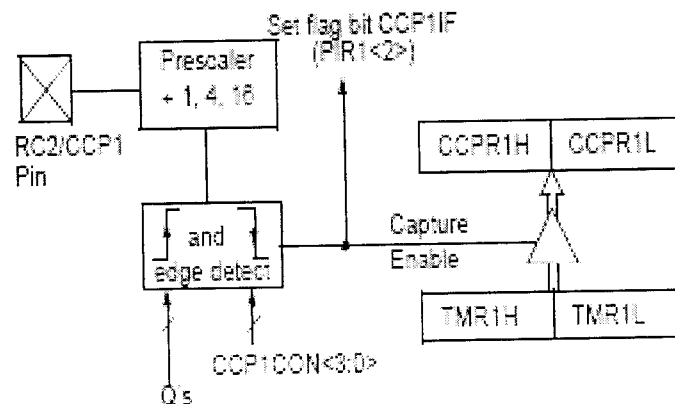 Set flag bit CCP1IF
(PIR1<2>)
Prescaler
÷ 1, 4, 16
RC2/CCP1
Pin
CCPR1H
CCPR1L
and
edge detect
Capture
Enable
TMR1H
TMR1L
CCP1CON<3:0>
Q's